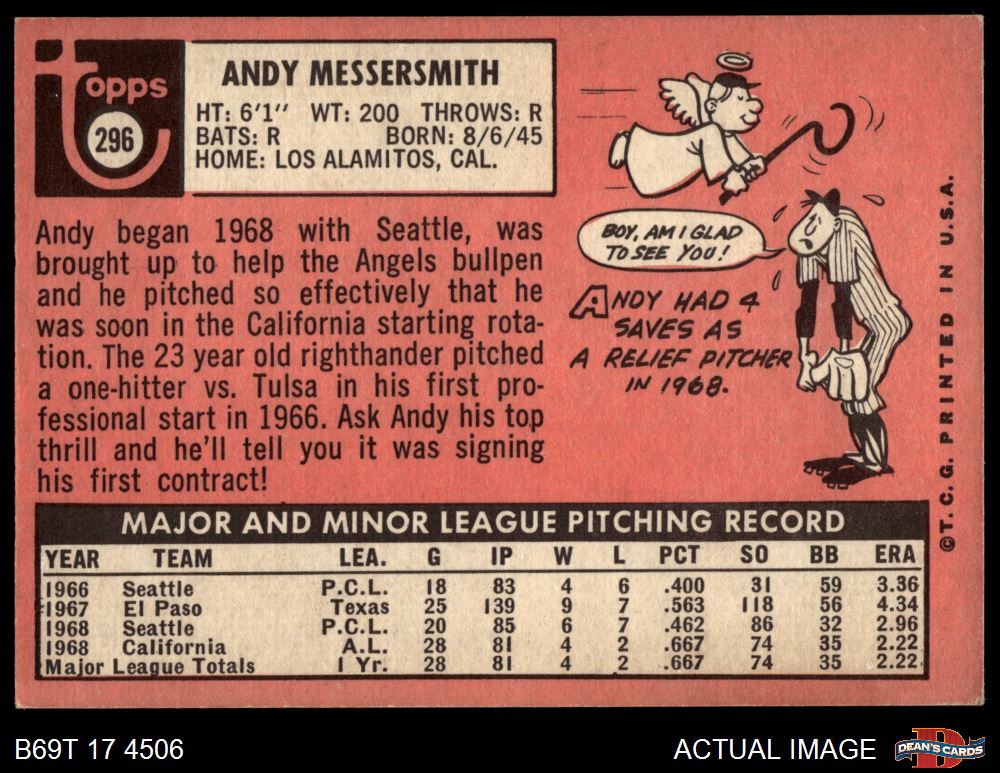 topps
296
ANDY MESSERSMITH
HT: 6'1" WT: 200 THROWS: R
BATS: R BORN: 8/6/45
HOME: LOS ALAMITOS, CAL.
Andy began 1968 with Seattle, was
brought up to help the Angels bullpen
and he pitched so effectively that he
was soon in the California starting rota-
tion. The 23 year old righthander pitched
a one-hitter vs. Tulsa in his first pro-
fessional start in 1966. Ask Andy his top
thrill and he'll tell you it was signing
his first contract!
BOY, AM I GLAD
TO SEE YOU!
ANDY HAD 4
SAVES AS
A RELIEF PITCHER
IN 1968.
©T.C.G. PRINTED IN U.S.A.
MAJOR AND MINOR LEAGUE PITCHING RECORD
YEAR TEAM LEA. G IP W L PCT SO BB ERA
1966 Seattle P.C.L. 18 83 4 6 .400 31 59 3.36
1967 El Paso Texas 25 139 9 7 .563 118 56 4.34
1968 Seattle P.C.L. 20 85 6 7 .462 86 32 2.96
1968 California A.L. 28 81 4 2 .667 74 35 2.22
Major League Totals 1 Yr. 28 81 4 2 .667 74 35 2.22
B69T 17 4506
ACTUAL IMAGE
D
DEAN'S CARDS